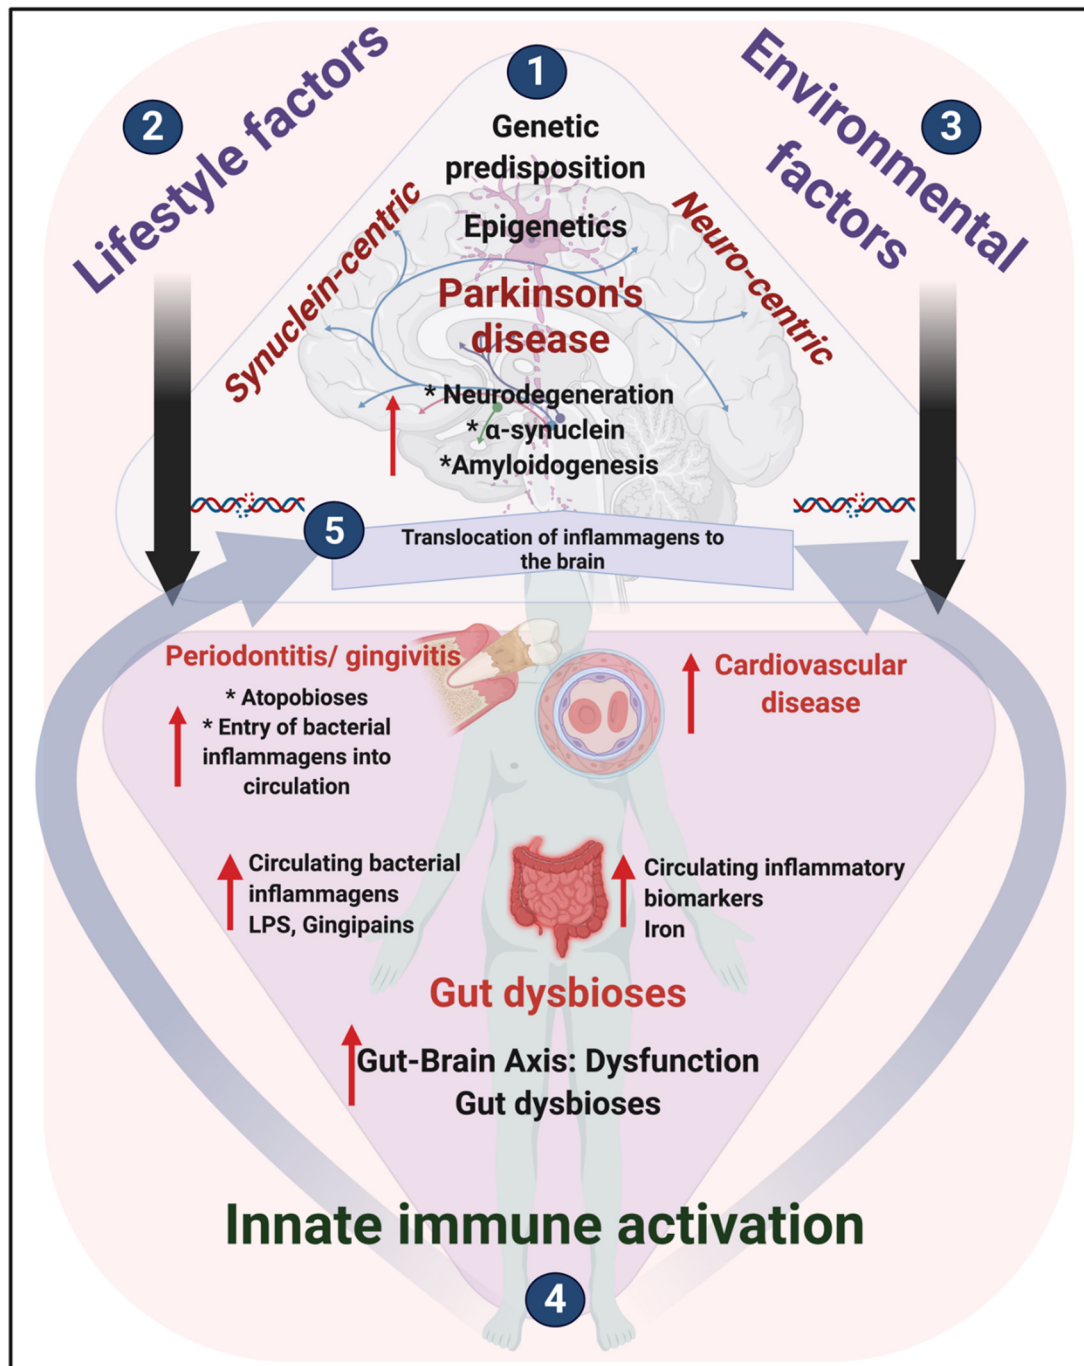 1
2
Lifestyle factors
3
Environmental
factors
Genetic
predisposition
Epigenetics
Synuclein-centric
Neuro-centric
Parkinson's
disease
* Neurodegeneration
* α-synuclein
*Amyloidogenesis
5
Translocation of inflammagens to
the brain
Periodontitis/ gingivitis
* Atopobioses
* Entry of bacterial
inflammagens into
circulation
Cardiovascular
disease
Circulating bacterial
inflammagens
LPS, Gingipains
Circulating inflammatory
biomarkers
Iron
Gut dysbioses
Gut-Brain Axis: Dysfunction
Gut dysbioses
Innate immune activation
4